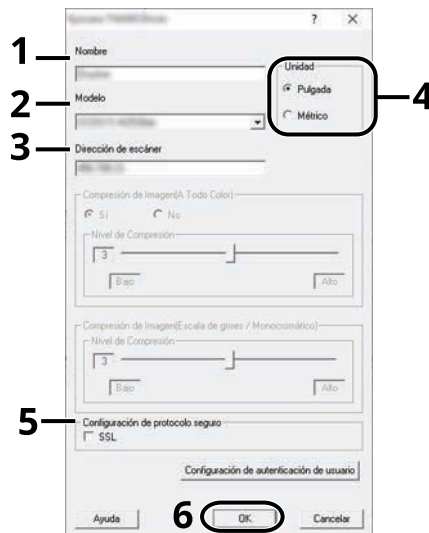 ? ×
1 Nombre
Unidad
Pulgada
Métrico
4
2 Modelo
3 Dirección de escáner
Compresión de Imagen(A Todo Color)
Sí No
Nivel de Compresión
3
Bajo Alto
Compresión de Imagen(Escala de grises / Monocromático)
Nivel de Compresión
3
Bajo Alto
5 Configuración de protocolo seguro
SSL
Configuración de autenticación de usuario
Ayuda 6 OK Cancelar